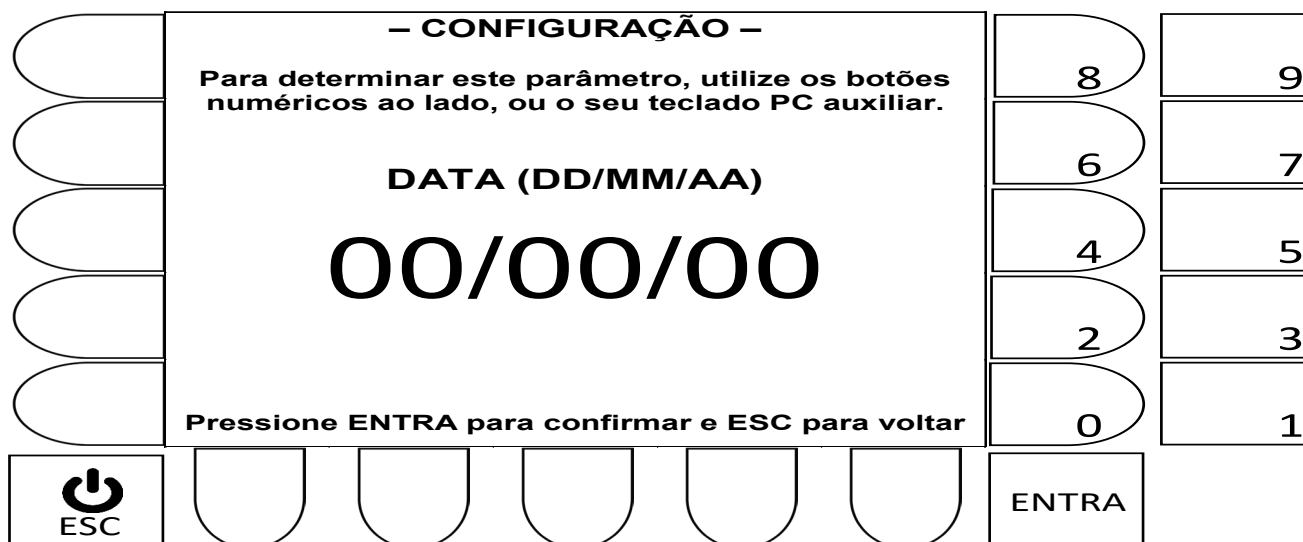 – CONFIGURAÇÃO –
Para determinar este parâmetro, utilize os botões
numéricos ao lado, ou o seu teclado PC auxiliar.
DATA (DD/MM/AA)
00/00/00
Pressione ENTRA para confirmar e ESC para voltar
8 9
6 7
4 5
2 3
0 1
ESC
ENTRA